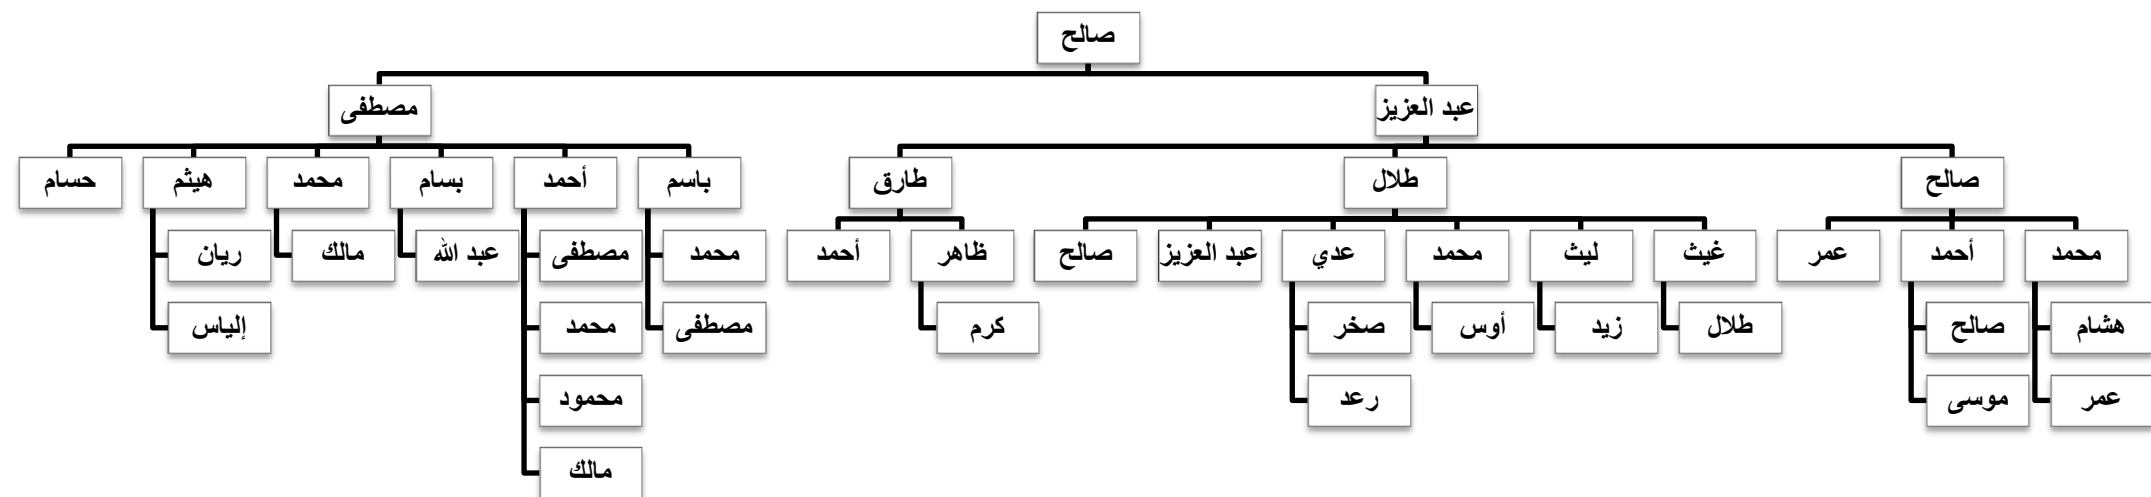 صالح
عبد العزيز
مصطفى
صالح
طلال
طارق
باسم
أحمد
بسام
محمد
هيثم
حسام
محمد
أحمد
عمر
غيث
ليث
محمد
عدي
عبد العزيز
صالح
ظاهر
أحمد
محمد
مصطفى
عبد الله
مالك
ريان
هشام
صالح
طلال
زيد
أوس
صخر
كرم
مصطفى
محمد
إلياس
عمر
موسى
رعد
محمود
مالك